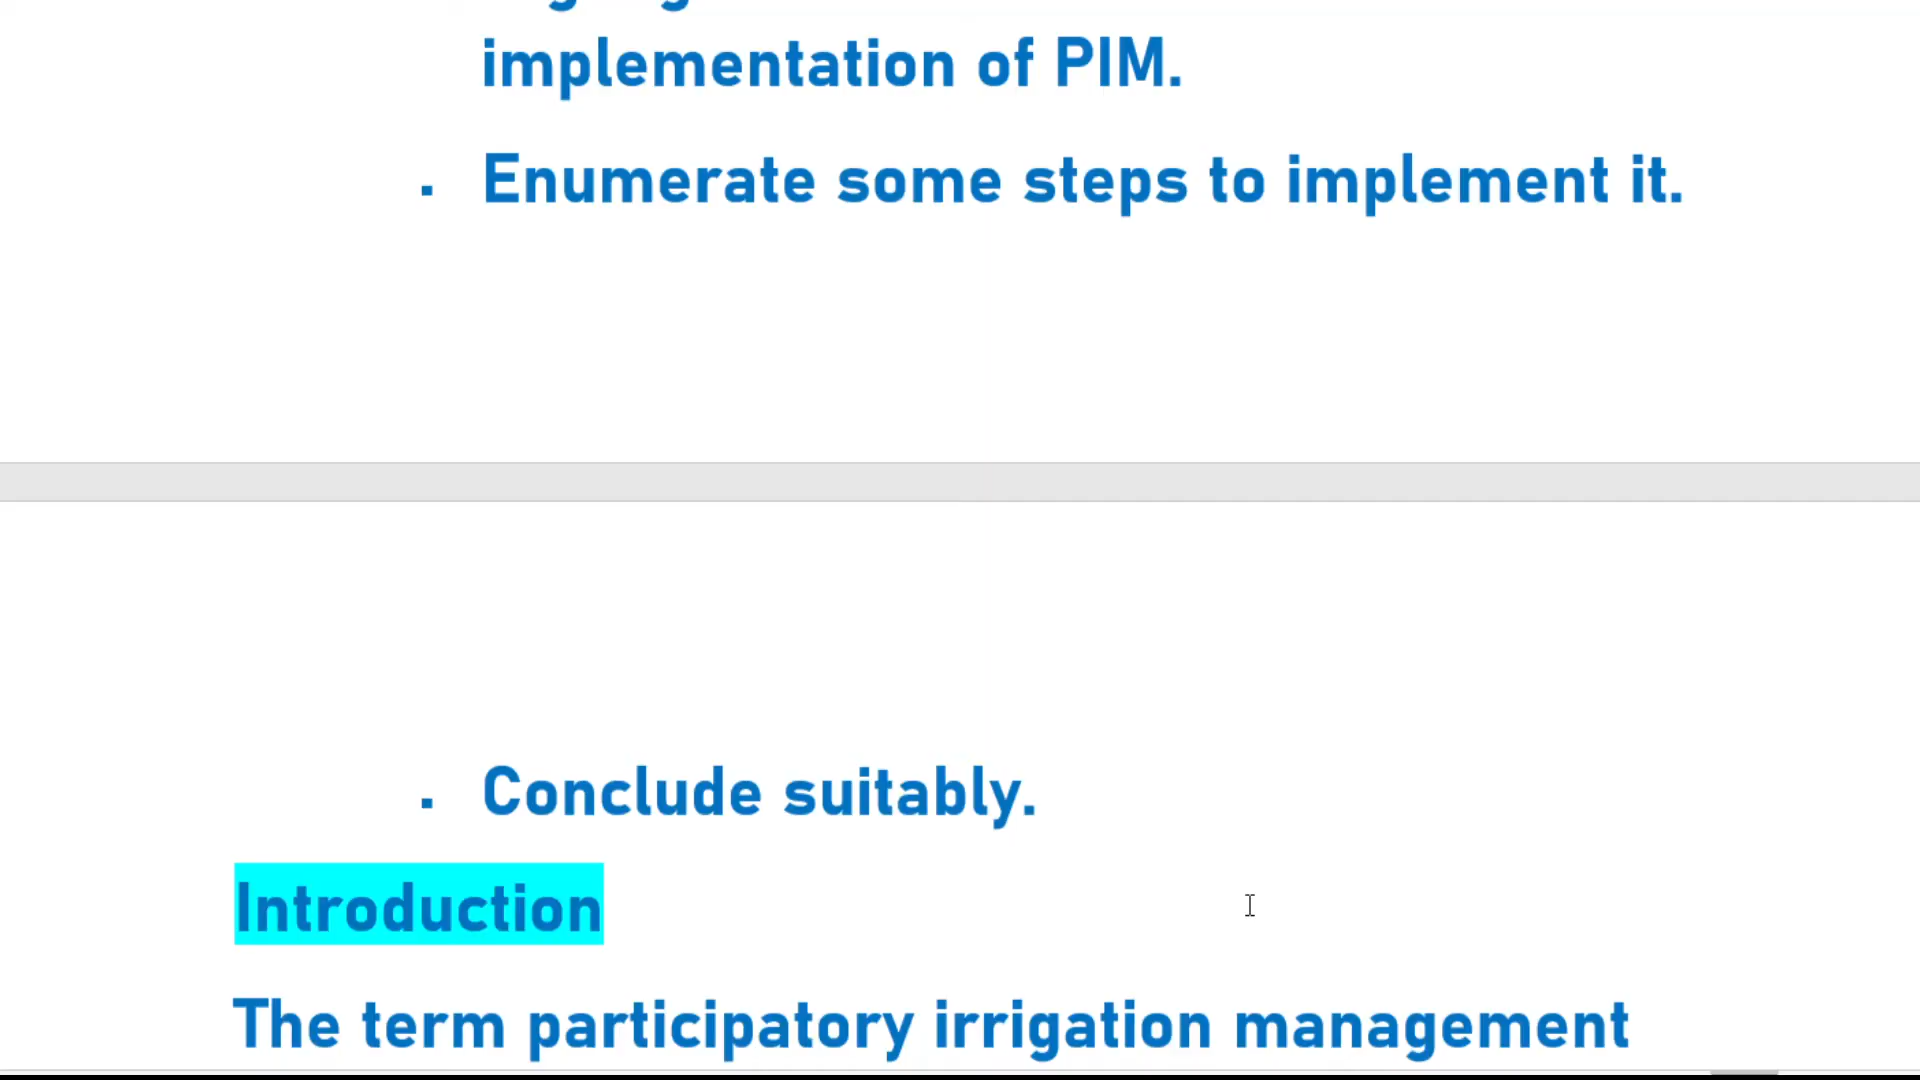 implementation of PIM.
▪ Enumerate some steps to implement it.
▪ Conclude suitably.
Introduction
The term participatory irrigation management